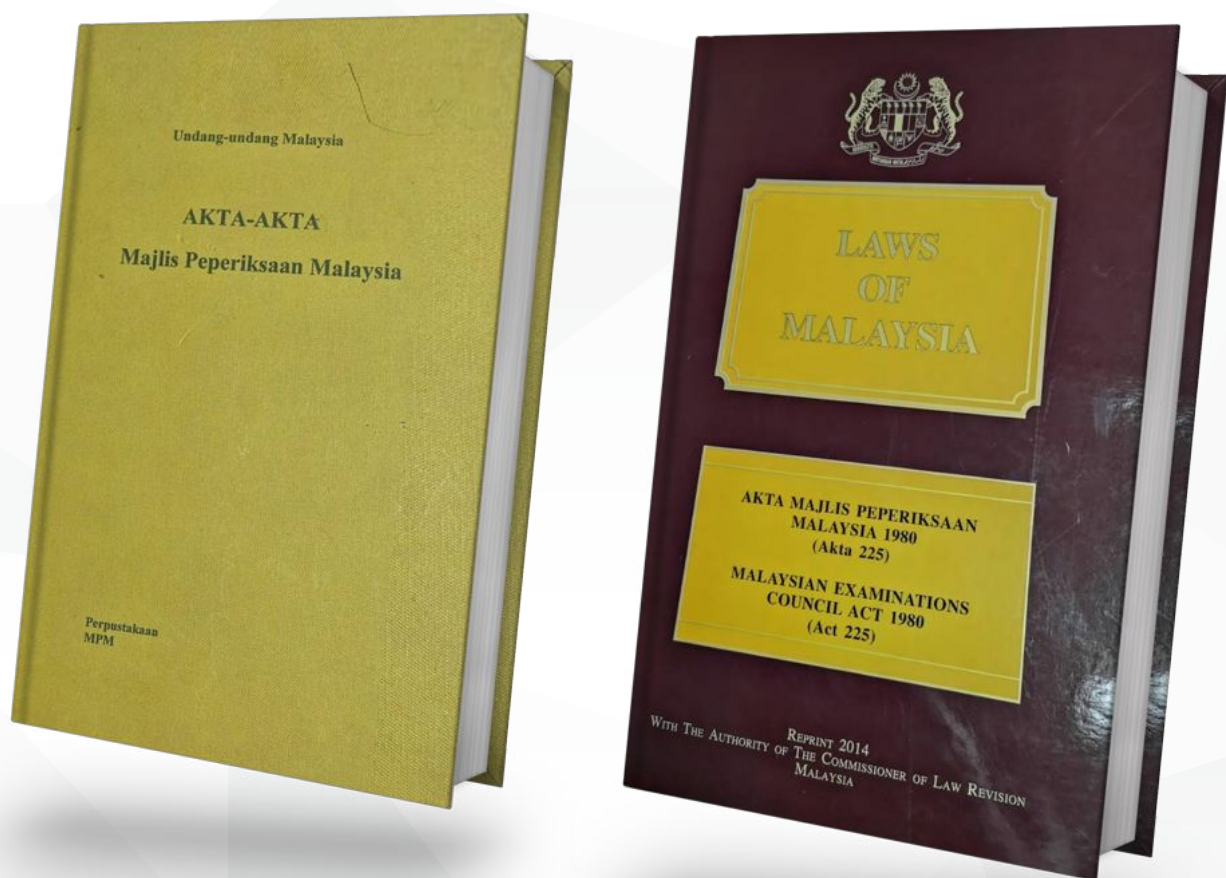 Undang-undang Malaysia
AKTA-AKTA
Majlis Peperiksaan Malaysia
Perpustakaan
MPM
LAWS
OF
MALAYSIA
AKTA MAJLIS PEPERIKSAAN
MALAYSIA 1980
(Akta 225)
MALAYSIAN EXAMINATIONS
COUNCIL ACT 1980
(Act 225)
REPRINT 2014
WITH THE AUTHORITY OF THE COMMISSIONER OF LAW REVISION
MALAYSIA